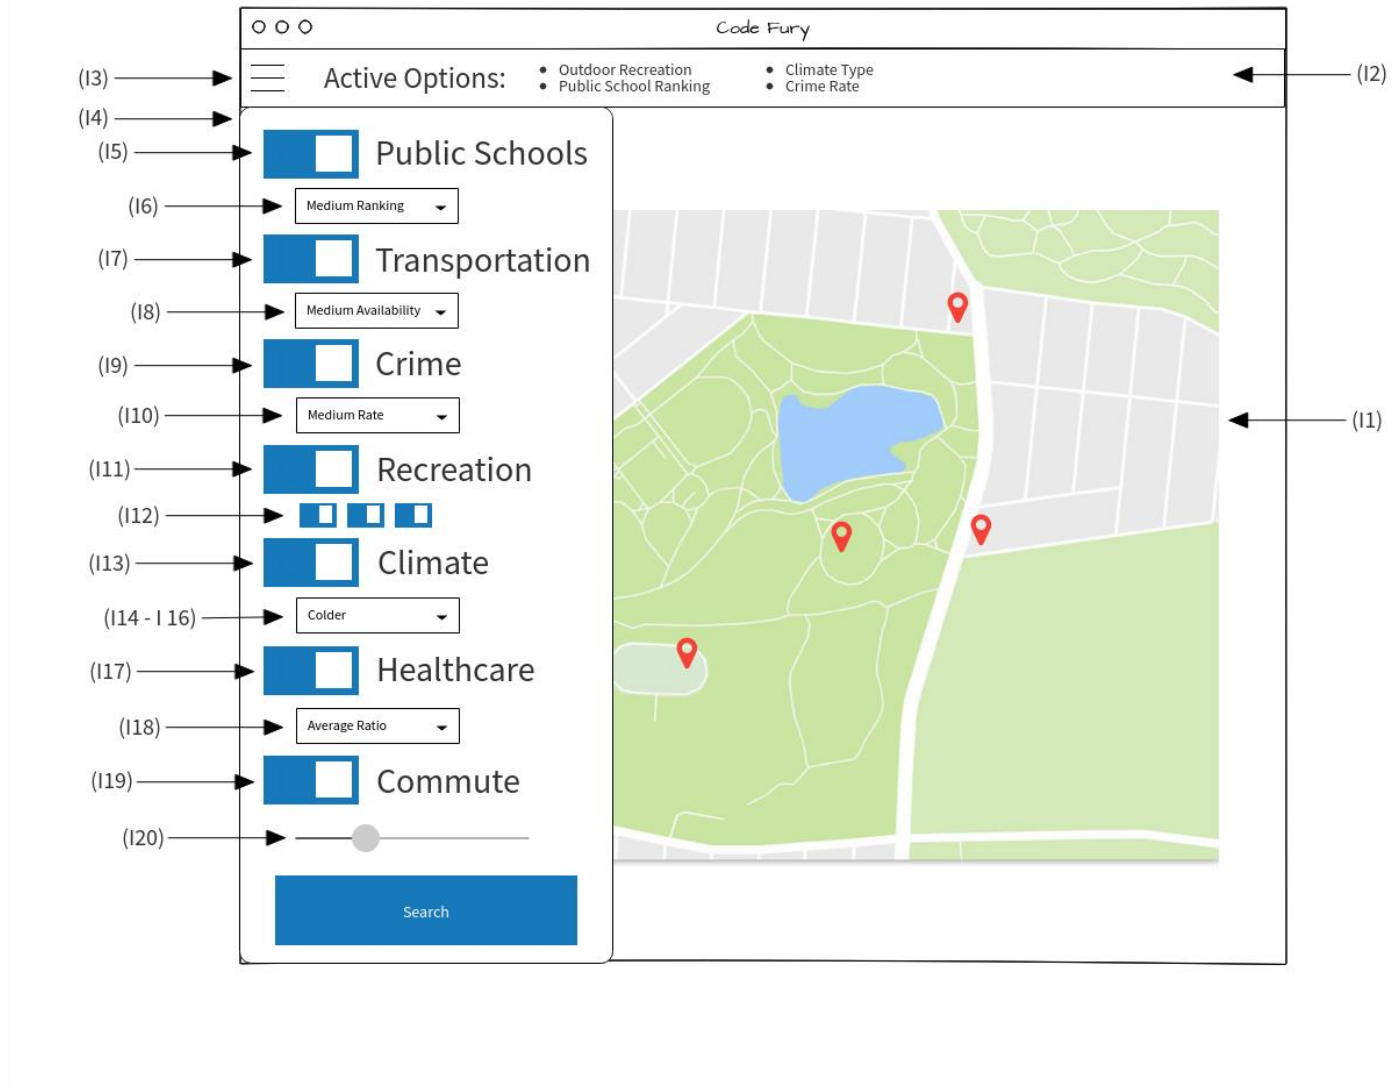 Code Fury
(I3)
Active Options:
• Outdoor Recreation
• Public School Ranking
• Climate Type
• Crime Rate
(I2)
(I4)
(I5)
Public Schools
(I6)
Medium Ranking
(I7)
Transportation
(I8)
Medium Availability
(I9)
Crime
(I10)
Medium Rate
(I1)
(I11)
Recreation
(I12)
(I13)
Climate
(I14 - I 16)
Colder
(I17)
Healthcare
(I18)
Average Ratio
(I19)
Commute
(I20)
Search